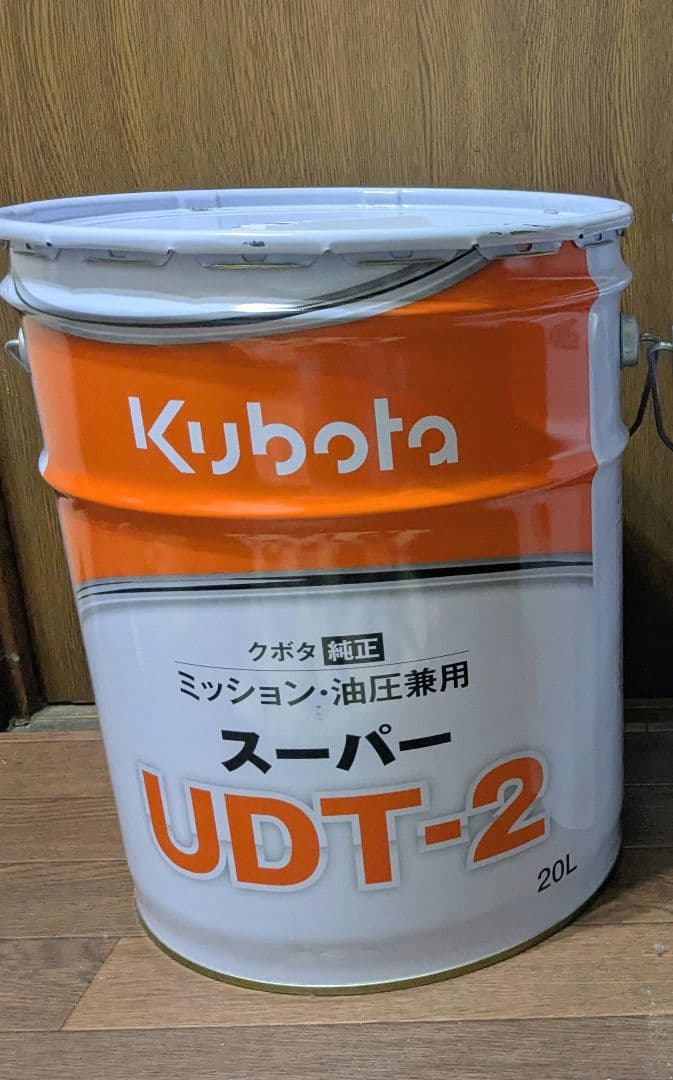 Kubota
クボタ 純正
ミッション・油圧兼用
スーパー
UDT-2
20L